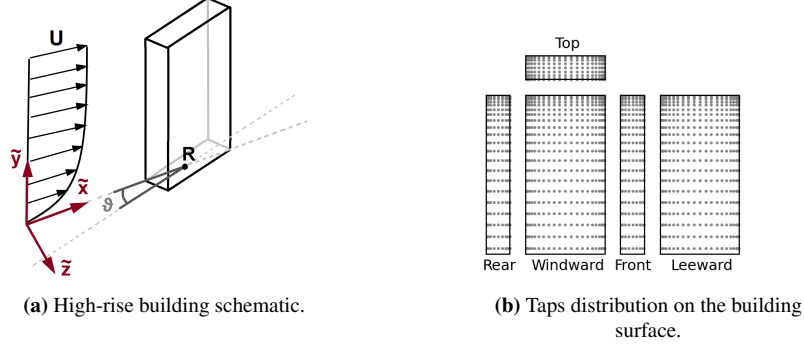 U
ỹ
x̃
z̃
R
ϑ
(a) High-rise building schematic.
Top
Rear Windward Front Leeward
(b) Taps distribution on the building
surface.